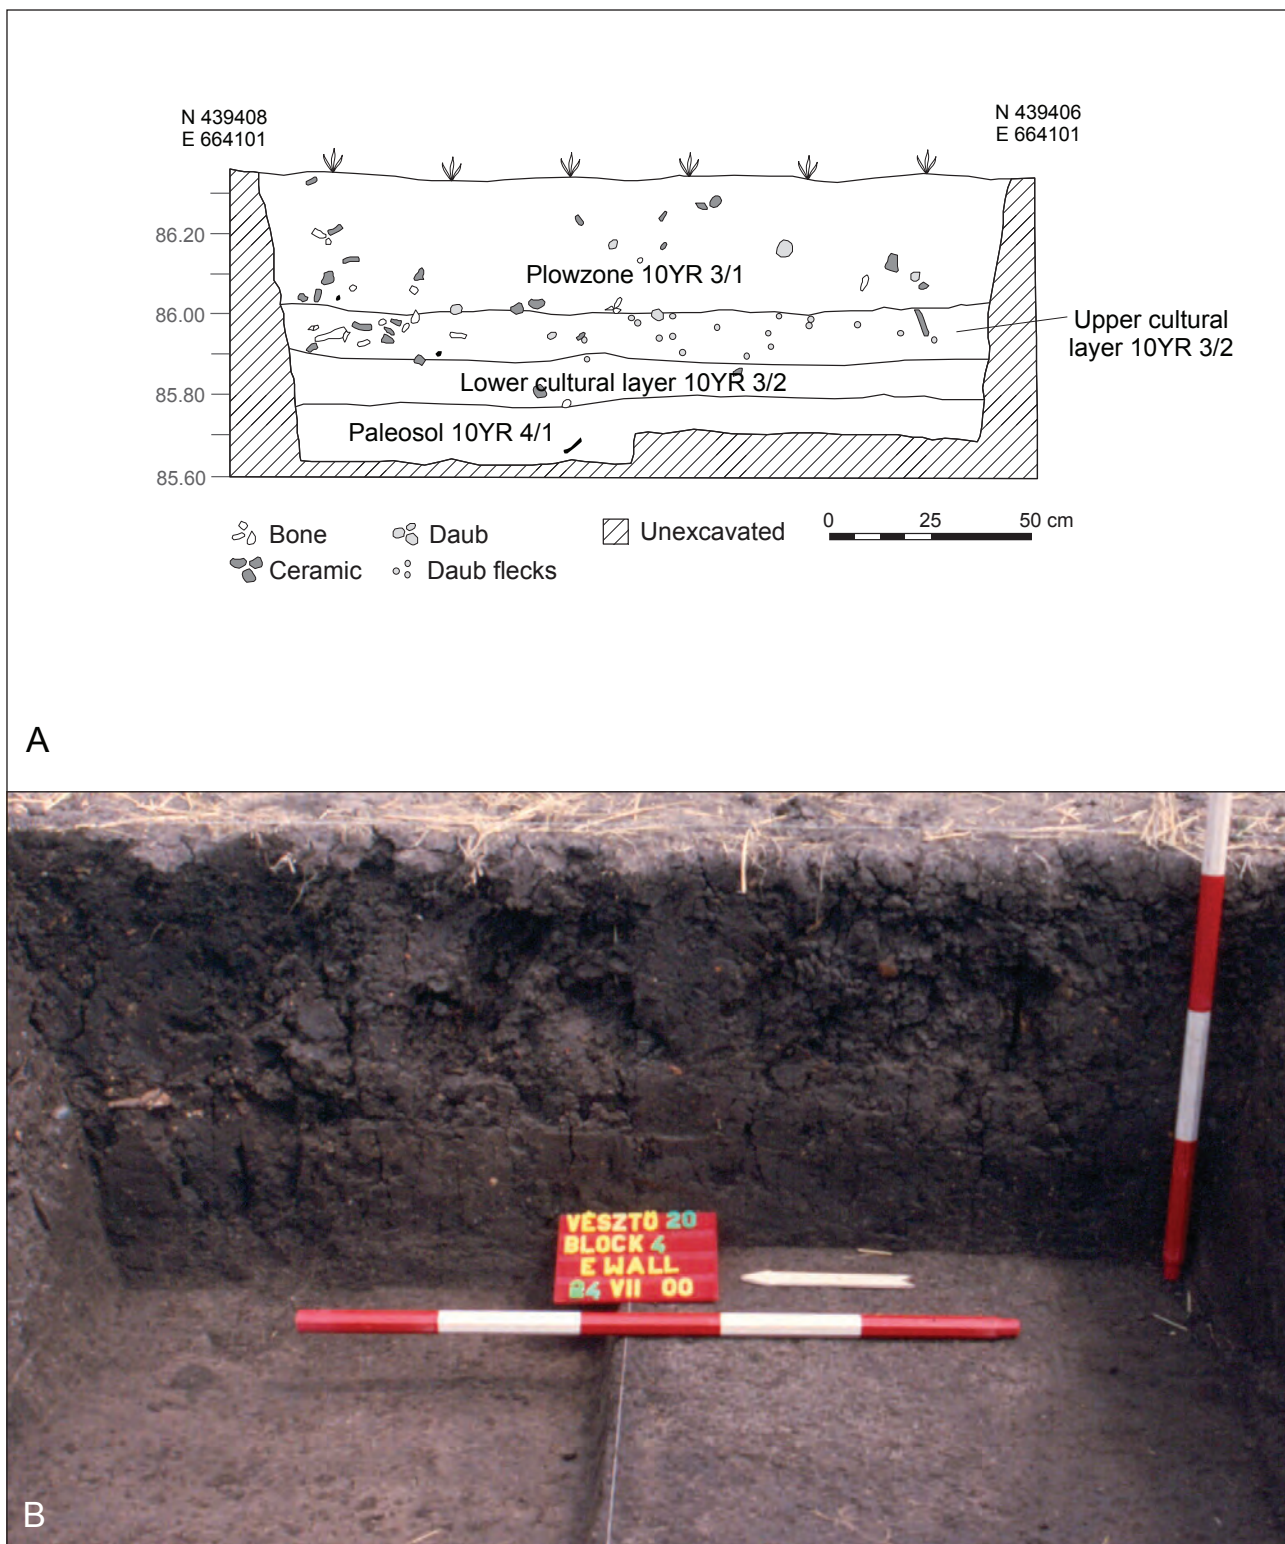 N 439408
E 664101
N 439406
E 664101
86.20
86.00
85.80
85.60
Plowzone 10YR 3/1
Upper cultural
layer 10YR 3/2
Lower cultural layer 10YR 3/2
Paleosol 10YR 4/1
Bone
Ceramic
Daub
Daub flecks
Unexcavated
0 25 50 cm
A
VÉSZTŐ 20
BLOCK 4
E WALL
24 VII 00
B